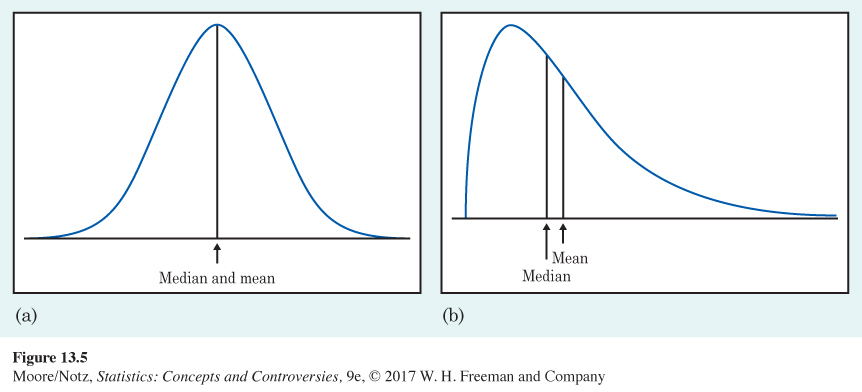 Median and mean
Mean
Median
(a)
(b)
Figure 13.5
Moore/Notz, Statistics: Concepts and Controversies, 9e, © 2017 W. H. Freeman and Company